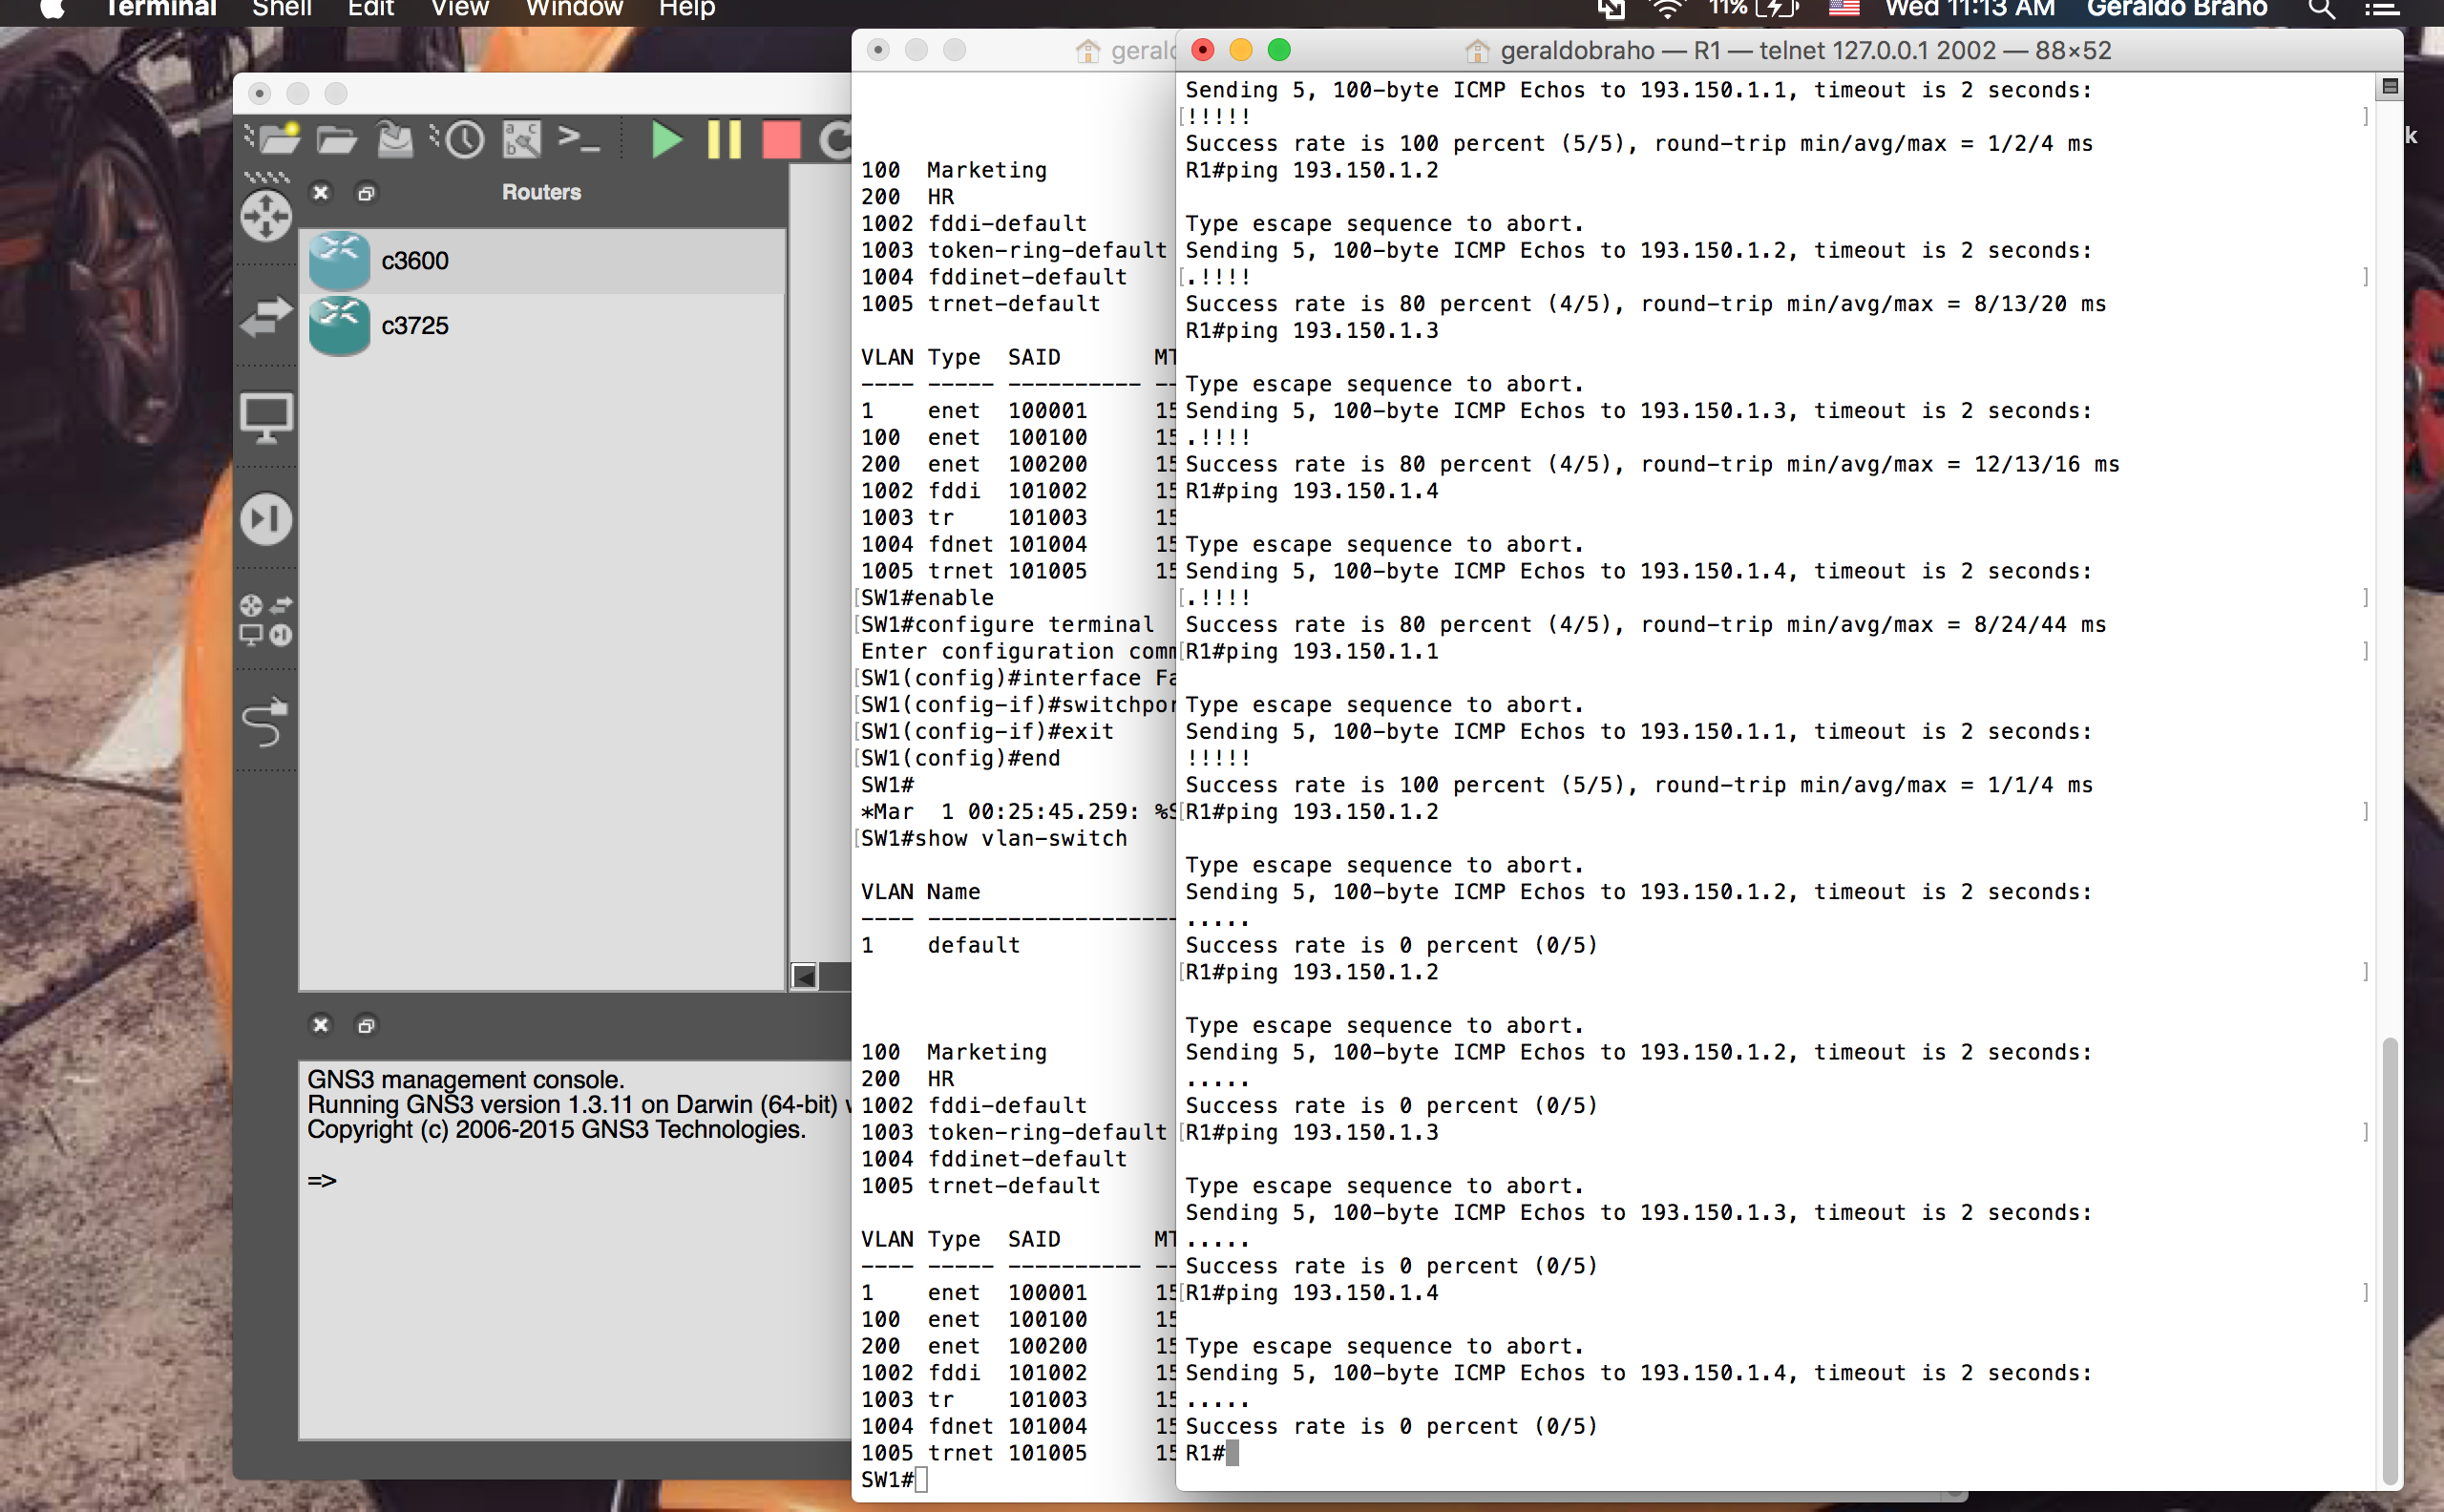 Terminal Shell Edit View Window Help 11% Wed 11:13 AM Geraldo Braho
Routers
c3600
c3725
GNS3 management console.
Running GNS3 version 1.3.11 on Darwin (64-bit)
Copyright (c) 2006-2015 GNS3 Technologies.
=>
100 Marketing
200 HR
1002 fddi-default
1003 token-ring-default
1004 fddinet-default
1005 trnet-default
VLAN Type SAID
---- ----- ----------
1 enet 100001 15
100 enet 100100 15
200 enet 100200 15
1002 fddi 101002 15
1003 tr 101003 15
1004 fdnet 101004 15
1005 trnet 101005 15
SW1#enable
SW1#configure terminal
Enter configuration
SW1(config)#interface
SW1(config-if)#
SW1(config-if)#exit
SW1(config)#end
SW1#
*Mar 1 00:25:45.259:
SW1#show vlan-switch
VLAN Name
---- -------------------
1 default
100 Marketing
200 HR
1002 fddi-default
1003 token-ring-default
1004 fddinet-default
1005 trnet-default
VLAN Type SAID
---- ----- ----------
1 enet 100001 15
100 enet 100100 15
200 enet 100200 15
1002 fddi 101002 15
1003 tr 101003 15
1004 fdnet 101004 15
1005 trnet 101005 15
SW1#
geraldobraho — R1 — telnet 127.0.0.1 2002 — 88×52
Sending 5, 100-byte ICMP Echos to 193.150.1.1, timeout is 2 seconds:
!!!!!
Success rate is 100 percent (5/5), round-trip min/avg/max = 1/2/4 ms
R1#ping 193.150.1.2
Type escape sequence to abort.
Sending 5, 100-byte ICMP Echos to 193.150.1.2, timeout is 2 seconds:
.!!!!
Success rate is 80 percent (4/5), round-trip min/avg/max = 8/13/20 ms
R1#ping 193.150.1.3
Type escape sequence to abort.
Sending 5, 100-byte ICMP Echos to 193.150.1.3, timeout is 2 seconds:
.!!!!
Success rate is 80 percent (4/5), round-trip min/avg/max = 12/13/16 ms
R1#ping 193.150.1.4
Type escape sequence to abort.
Sending 5, 100-byte ICMP Echos to 193.150.1.4, timeout is 2 seconds:
.!!!!
Success rate is 80 percent (4/5), round-trip min/avg/max = 8/24/44 ms
R1#ping 193.150.1.1
Type escape sequence to abort.
Sending 5, 100-byte ICMP Echos to 193.150.1.1, timeout is 2 seconds:
!!!!!
Success rate is 100 percent (5/5), round-trip min/avg/max = 1/1/4 ms
R1#ping 193.150.1.2
Type escape sequence to abort.
Sending 5, 100-byte ICMP Echos to 193.150.1.2, timeout is 2 seconds:
.....
Success rate is 0 percent (0/5)
R1#ping 193.150.1.2
Type escape sequence to abort.
Sending 5, 100-byte ICMP Echos to 193.150.1.2, timeout is 2 seconds:
.....
Success rate is 0 percent (0/5)
R1#ping 193.150.1.3
Type escape sequence to abort.
Sending 5, 100-byte ICMP Echos to 193.150.1.3, timeout is 2 seconds:
.....
Success rate is 0 percent (0/5)
R1#ping 193.150.1.4
Type escape sequence to abort.
Sending 5, 100-byte ICMP Echos to 193.150.1.4, timeout is 2 seconds:
.....
Success rate is 0 percent (0/5)
R1#